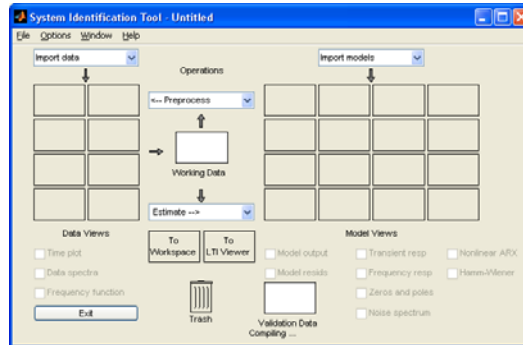 System Identification Tool - Untitled
File Options Window Help
Import data
Operations
Import models
<-- Preprocess
Working Data
Estimate -->
Data Views
To Workspace
To LTI Viewer
Model Views
Time plot
Data spectra
Frequency function
Model output
Model resids
Transient resp
Frequency resp
Zeros and poles
Noise spectrum
Nonlinear ARX
Hamm-Wiener
Exit
Trash
Validation Data
Compiling ...